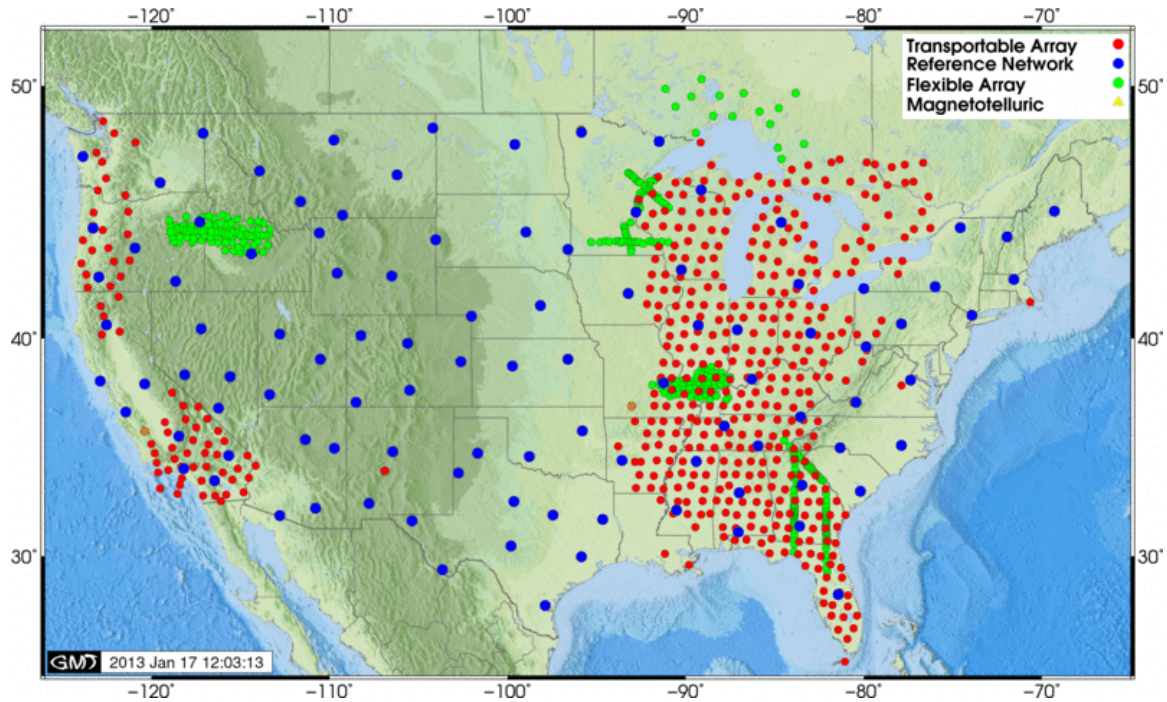 −120° −110° −100° −90° −80° −70°
Transportable Array
Reference Network
Flexible Array
Magnetotelluric
50° 50°
40° 40°
30° 30°
GMT 2013 Jan 17 12:03:13
−120° −110° −100° −90° −80° −70°